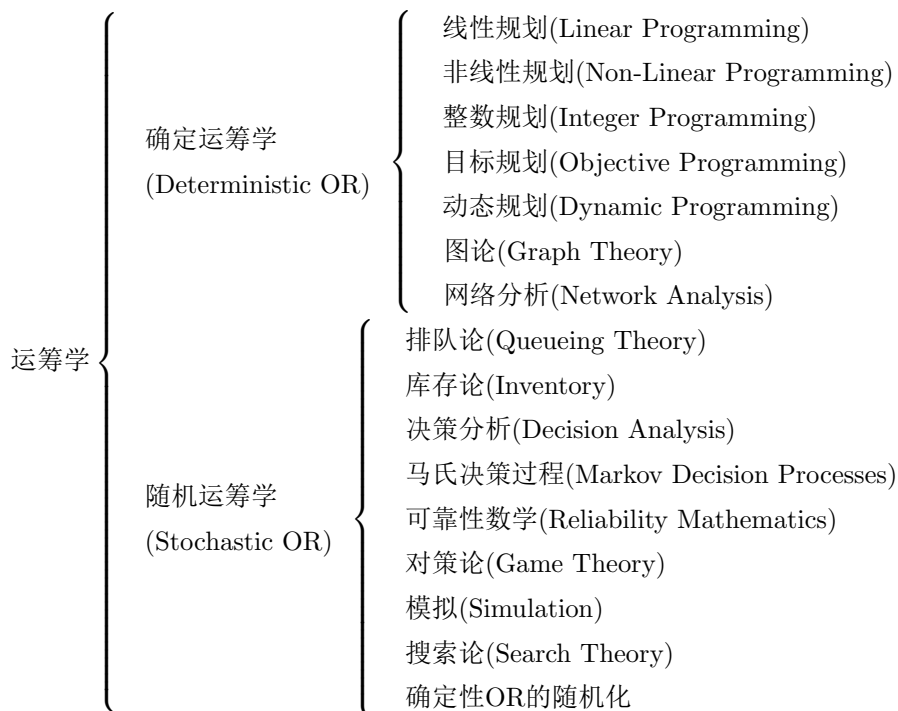 运筹学
确定运筹学
(Deterministic OR)
线性规划(Linear Programming)
非线性规划(Non-Linear Programming)
整数规划(Integer Programming)
目标规划(Objective Programming)
动态规划(Dynamic Programming)
图论(Graph Theory)
网络分析(Network Analysis)
随机运筹学
(Stochastic OR)
排队论(Queueing Theory)
库存论(Inventory)
决策分析(Decision Analysis)
马氏决策过程(Markov Decision Processes)
可靠性数学(Reliability Mathematics)
对策论(Game Theory)
模拟(Simulation)
搜索论(Search Theory)
确定性OR的随机化